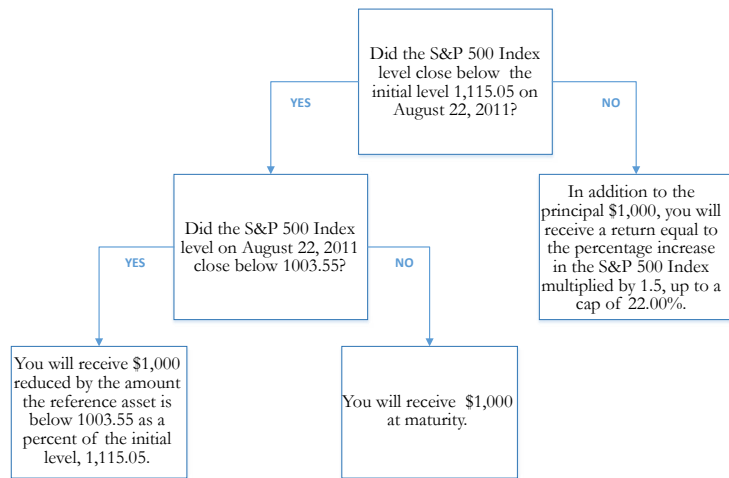 Did the S&P 500 Index
level close below the
initial level 1,115.05 on
August 22, 2011?
YES
NO
Did the S&P 500 Index
level on August 22, 2011
close below 1003.55?
In addition to the
principal $1,000, you will
receive a return equal to
the percentage increase
in the S&P 500 Index
multiplied by 1.5, up to a
cap of 22.00%.
YES
NO
You will receive $1,000
reduced by the amount
the reference asset is
below 1003.55 as a
percent of the initial
level, 1,115.05.
You will receive $1,000
at maturity.